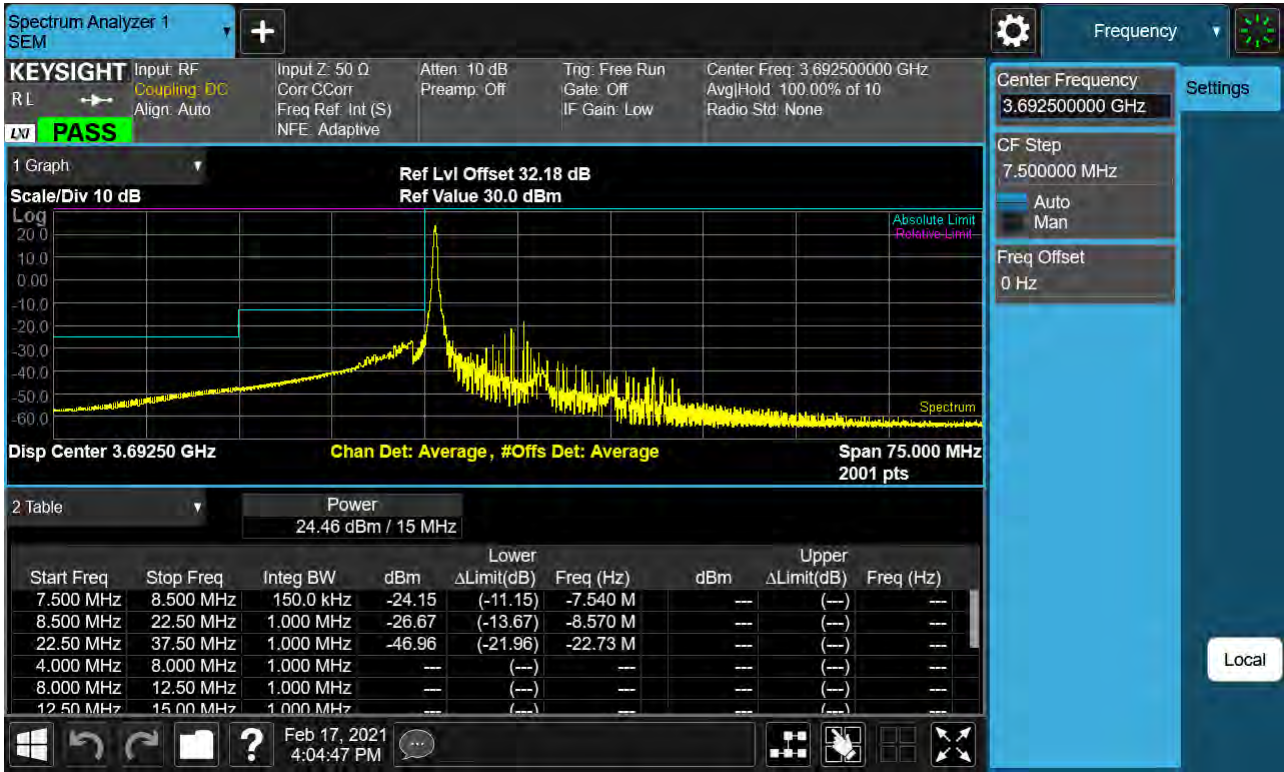 Spectrum Analyzer 1
SEM
Frequency
KEYSIGHT
RL
LXI
PASS
Input: RF
Coupling: DC
Align: Auto
Input Z: 50 Ω
Corr CCorr
Freq Ref: Int (S)
NFE: Adaptive
Atten: 10 dB
Preamp: Off
Trig: Free Run
Gate: Off
IF Gain: Low
Center Freq: 3.692500000 GHz
Avg|Hold: 100.00% of 10
Radio Std: None
Center Frequency
3.692500000 GHz
Settings
CF Step
7.500000 MHz
Auto
Man
Freq Offset
0 Hz
1 Graph
Scale/Div 10 dB
Ref Lvl Offset 32.18 dB
Ref Value 30.0 dBm
Log
Absolute Limit
Relative Limit
20.0
10.0
0.00
-10.0
-20.0
-30.0
-40.0
-50.0
-60.0
Spectrum
Disp Center 3.69250 GHz
Chan Det: Average, #Offs Det: Average
Span 75.000 MHz
2001 pts
2 Table
Power
24.46 dBm / 15 MHz
Lower Upper
Start Freq Stop Freq Integ BW dBm ΔLimit(dB) Freq (Hz) dBm ΔLimit(dB) Freq (Hz)
7.500 MHz 8.500 MHz 150.0 kHz -24.15 (-11.15) -7.540 M --- (---) ---
8.500 MHz 22.50 MHz 1.000 MHz -26.67 (-13.67) -8.570 M --- (---) ---
22.50 MHz 37.50 MHz 1.000 MHz -46.96 (-21.96) -22.73 M --- (---) ---
4.000 MHz 8.000 MHz 1.000 MHz --- (---) --- --- (---) ---
8.000 MHz 12.50 MHz 1.000 MHz --- (---) --- --- (---) ---
12.50 MHz 15.00 MHz 1.000 MHz --- (---) --- --- (---) ---
Local
Feb 17, 2021
4:04:47 PM